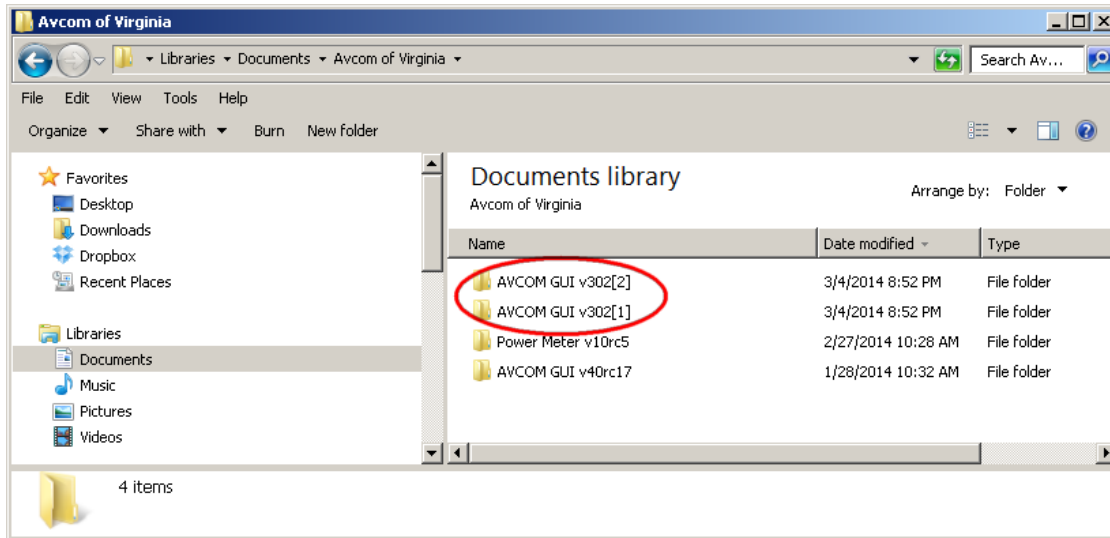 Avcom of Virginia
Libraries Documents Avcom of Virginia
Search Av...
File Edit View Tools Help
Organize Share with Burn New folder
Favorites
Desktop
Downloads
Dropbox
Recent Places
Libraries
Documents
Music
Pictures
Videos
Documents library
Avcom of Virginia
Arrange by: Folder
Name Date modified Type
AVCOM GUI v302[2] 3/4/2014 8:52 PM File folder
AVCOM GUI v302[1] 3/4/2014 8:52 PM File folder
Power Meter v10rc5 2/27/2014 10:28 AM File folder
AVCOM GUI v40rc17 1/28/2014 10:32 AM File folder
4 items